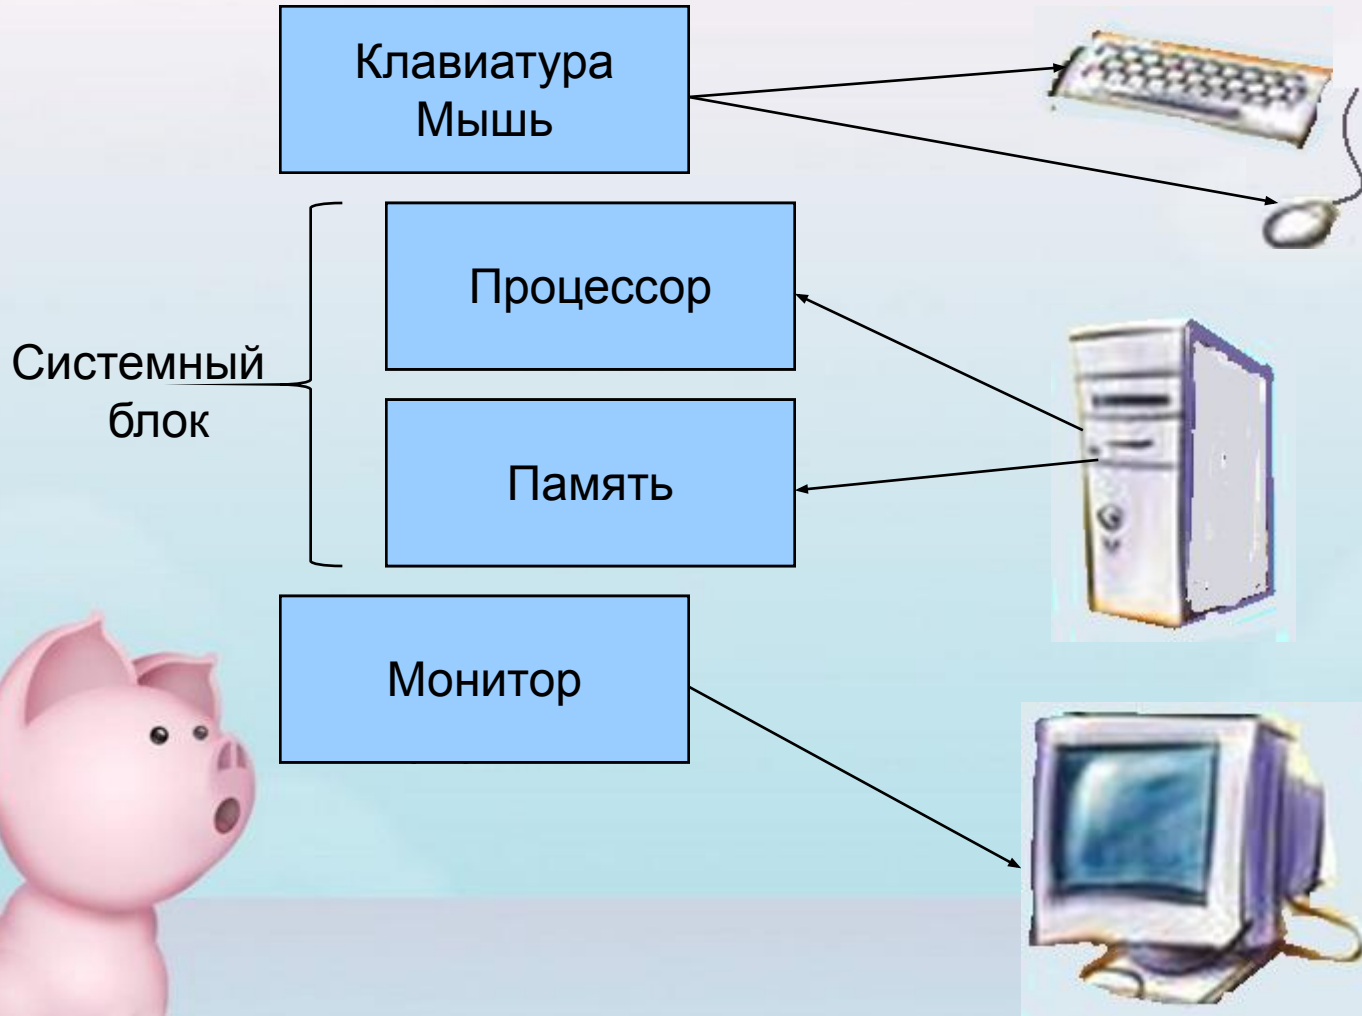 Клавиатура
Мышь
Процессор
Системный
блок
Память
Монитор